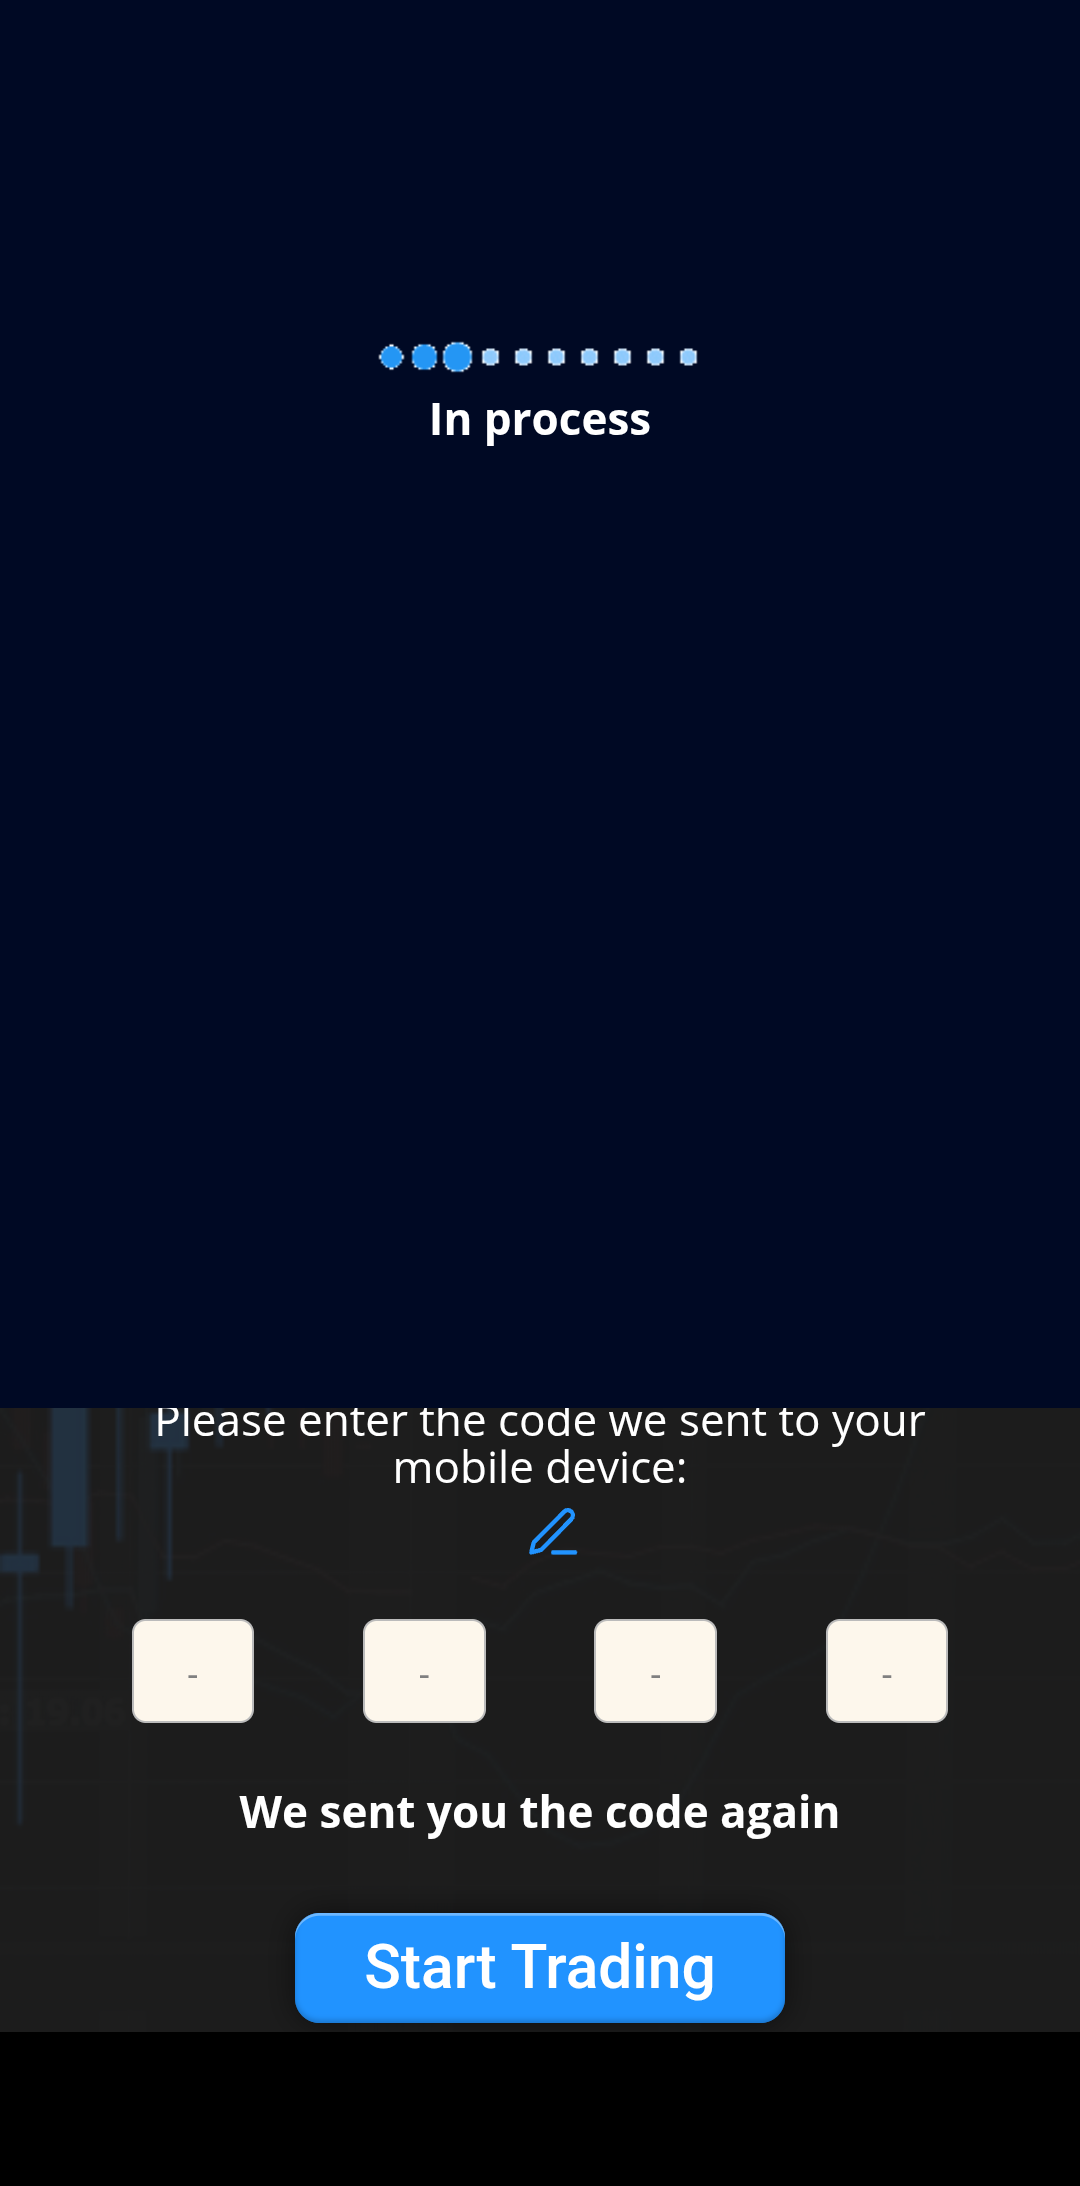 In process
Please enter the code we sent to your
mobile device:
-
-
-
-
We sent you the code again
Start Trading